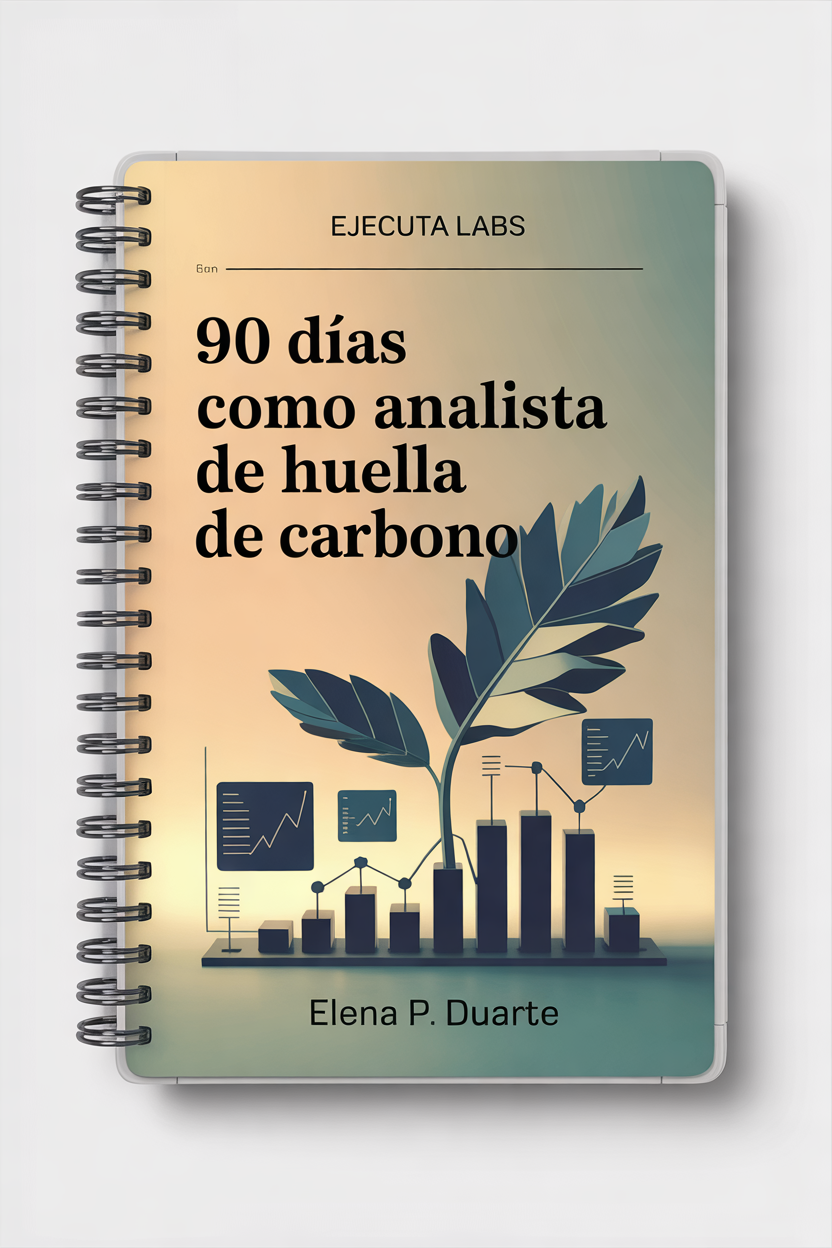 EJECUTA LABS
90 días
como analista
de huella
de carbono
Elena P. Duarte